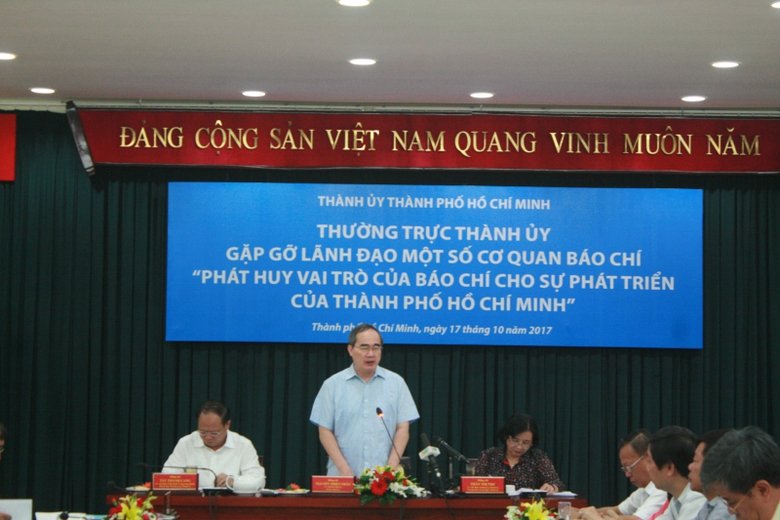 ĐẢNG CỘNG SẢN VIỆT NAM QUANG VINH MUÔN NĂM
THÀNH ỦY THÀNH PHỐ HỒ CHÍ MINH
THƯỜNG TRỰC THÀNH ỦY
GẶP GỠ LÃNH ĐẠO MỘT SỐ CƠ QUAN BÁO CHÍ
“PHÁT HUY VAI TRÒ CỦA BÁO CHÍ CHO SỰ PHÁT TRIỂN
CỦA THÀNH PHỐ HỒ CHÍ MINH”
Thành phố Chí Minh, ngày 17 tháng 10 năm 2017